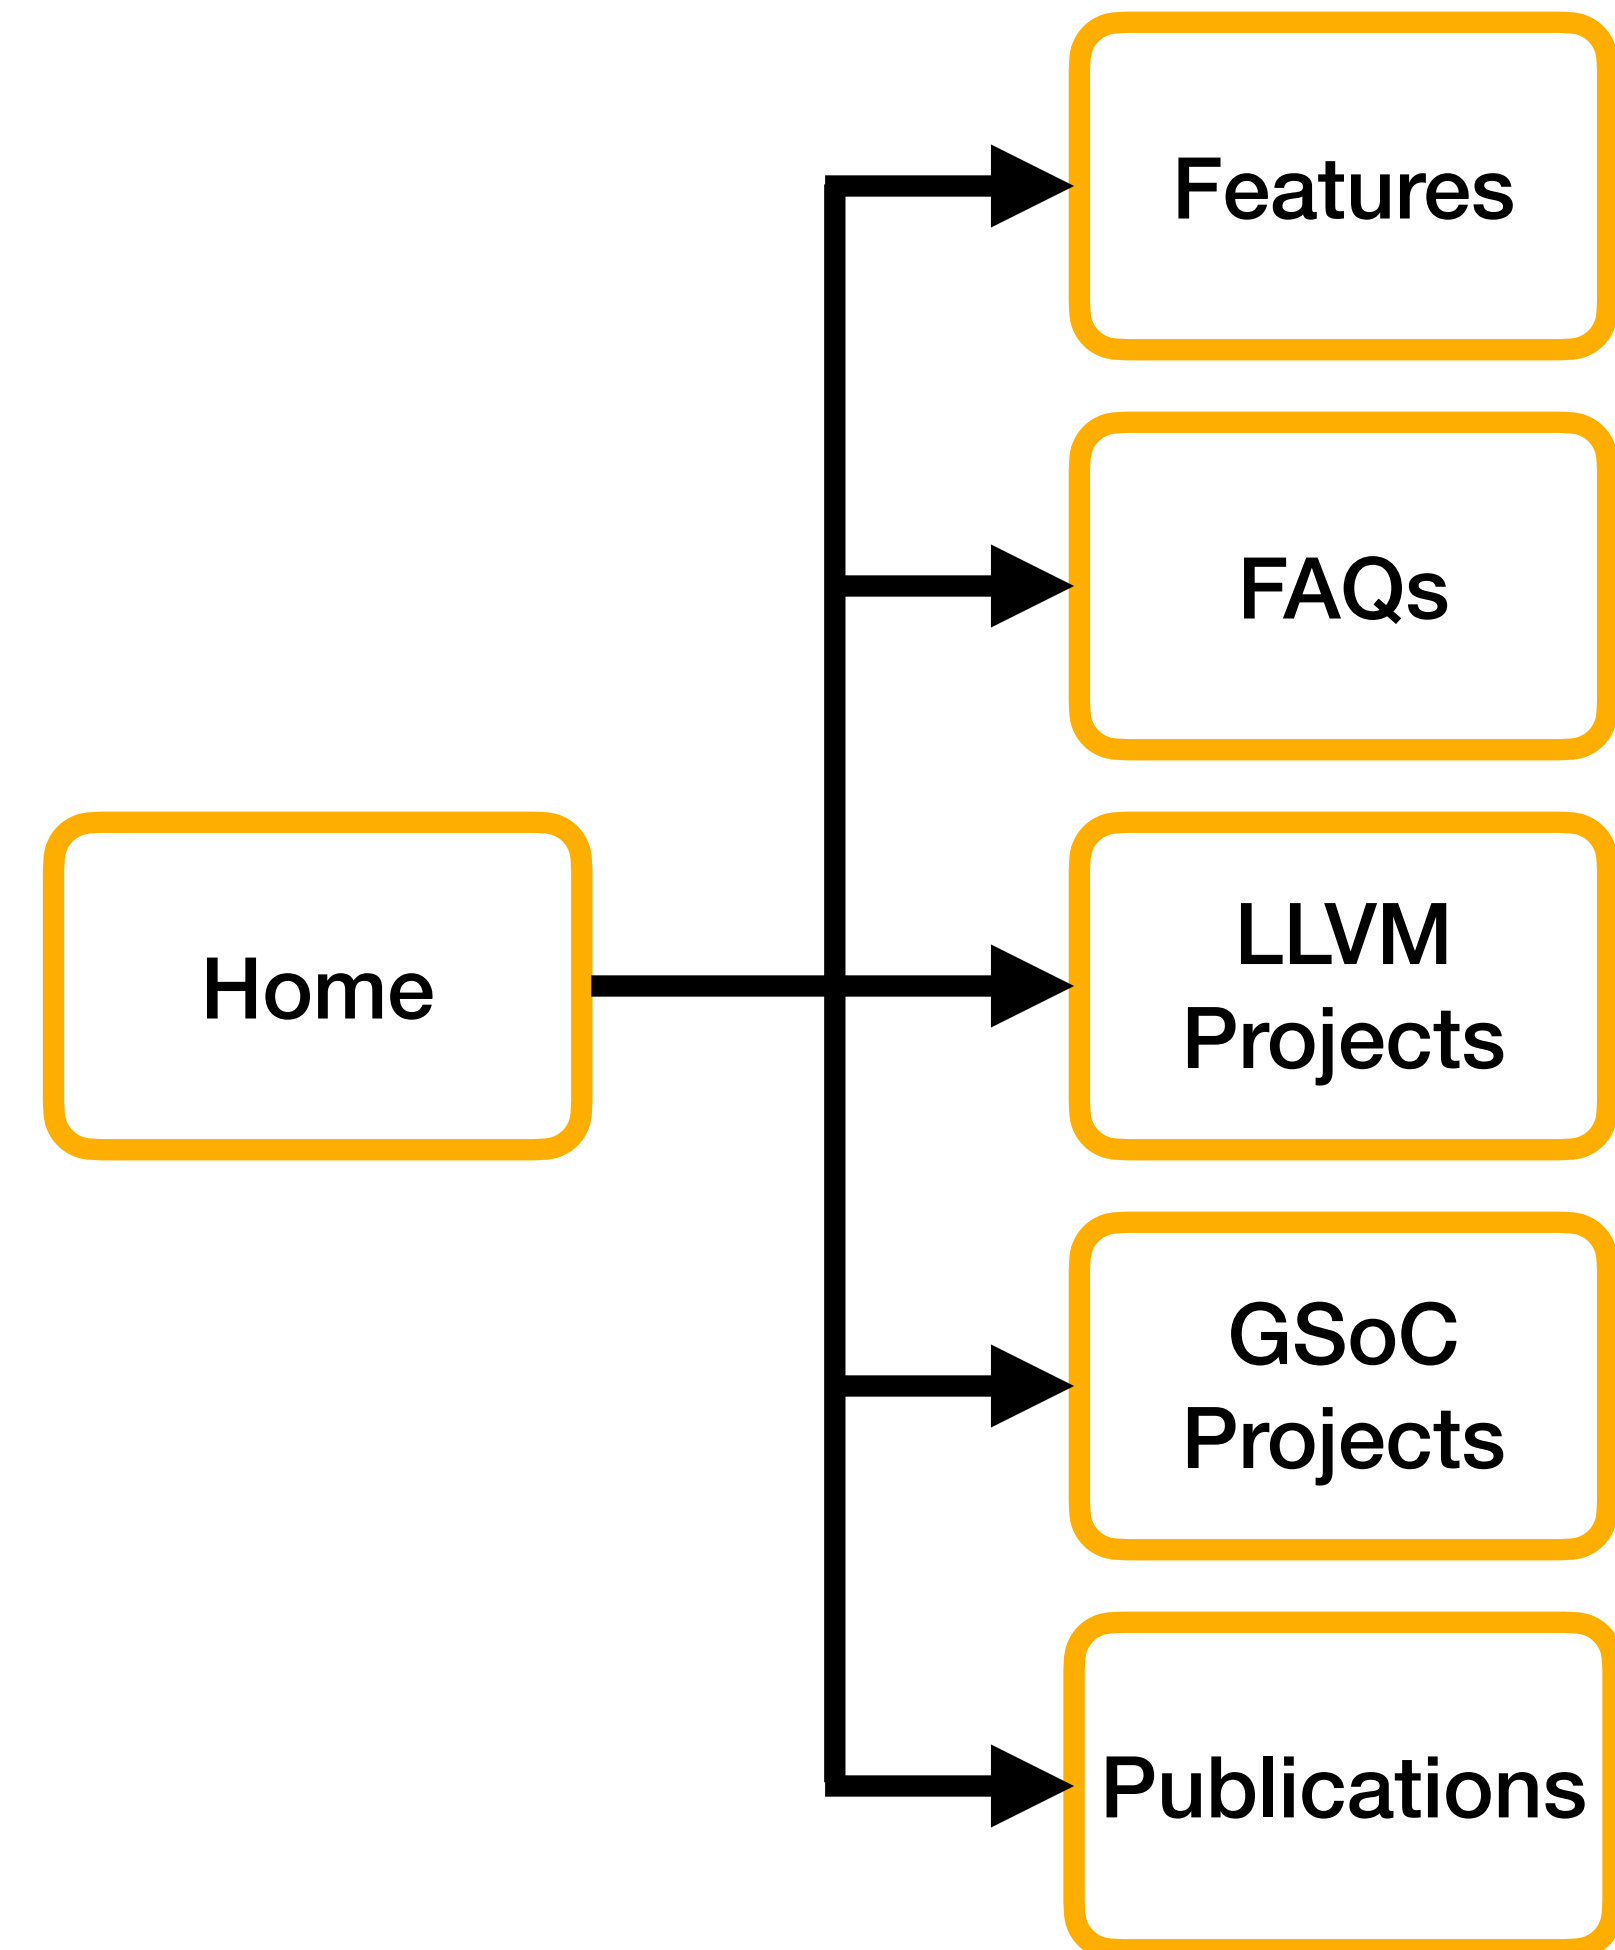 Features
FAQs
Home
LLVM
Projects
GSoC
Projects
Publications